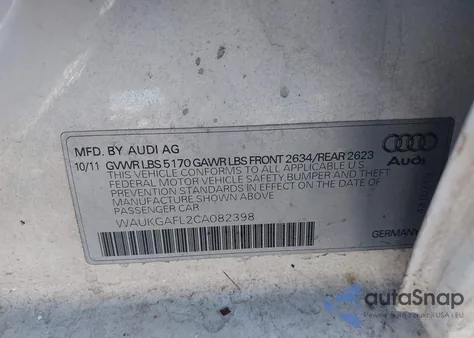 MFD. BY AUDI AG
10/11 GVWR LBS 5170 GAWR LBS FRONT 2634/REAR 2623
THIS VEHICLE CONFORMS TO ALL APPLICABLE U.S.
FEDERAL MOTOR VEHICLE SAFETY, BUMPER AND THEFT
PREVENTION STANDARDS IN EFFECT ON THE DATE OF
MANUFACTURE SHOWN ABOVE
PASSENGER CAR
WAUKGAFL2CA082398
Audi
GERMANY
autoSnap